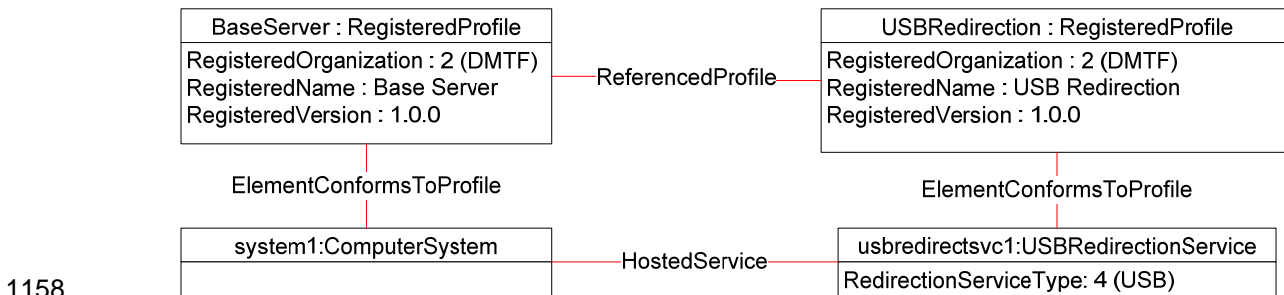 BaseServer : RegisteredProfile
RegisteredOrganization : 2 (DMTF)
RegisteredName : Base Server
RegisteredVersion : 1.0.0
ReferencedProfile
USBRedirection : RegisteredProfile
RegisteredOrganization : 2 (DMTF)
RegisteredName : USB Redirection
RegisteredVersion : 1.0.0
ElementConformsToProfile
ElementConformsToProfile
system1:ComputerSystem
HostedService
usbredirectsvc1:USBRedirectionService
RedirectionServiceType: 4 (USB)
1158